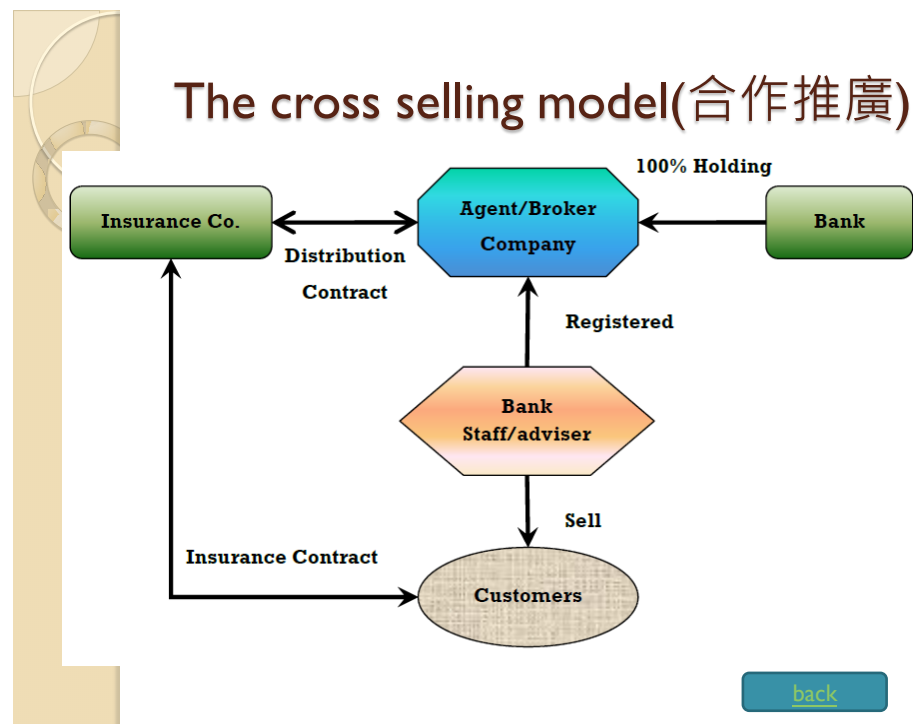 The cross selling model(合作推廣)
100% Holding
Insurance Co.
Agent/Broker
Company
Bank
Distribution
Contract
Registered
Bank
Staff/adviser
Sell
Insurance Contract
Customers
back